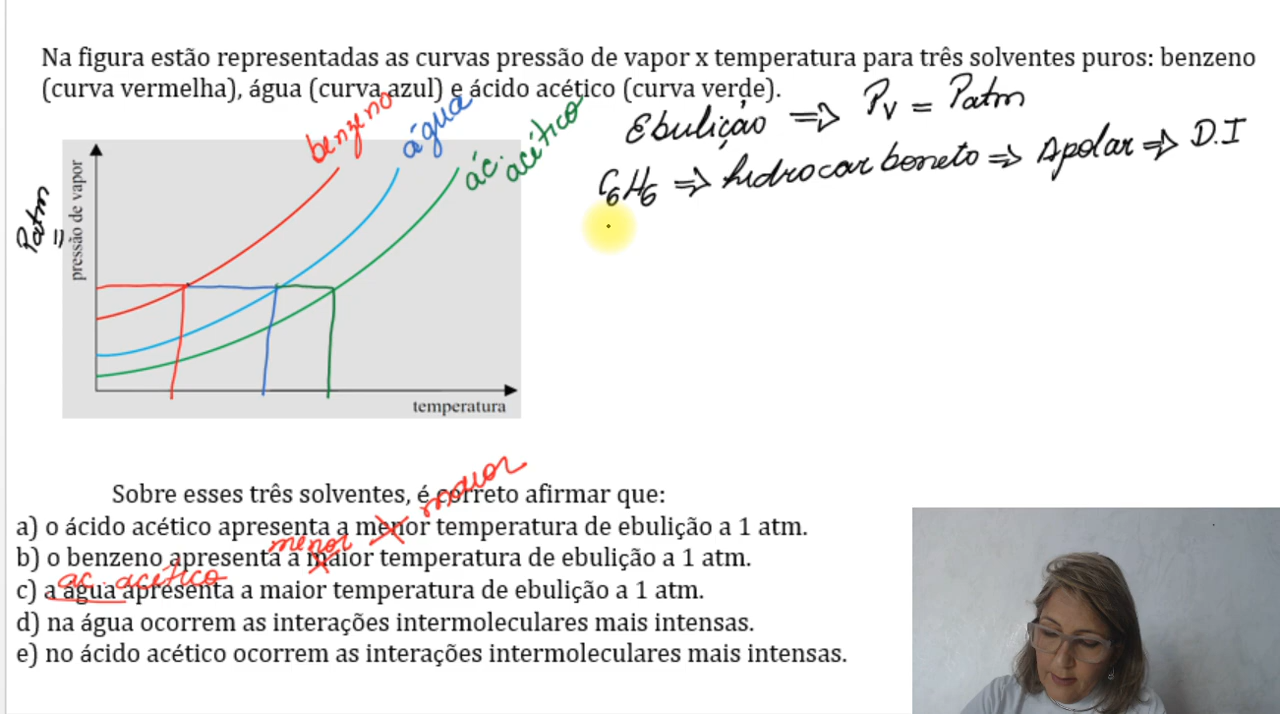 Na figura estão representadas as curvas pressão de vapor x temperatura para três solventes puros: benzeno
(curva vermelha), água (curva azul) e ácido acético (curva verde).
Ebulição => Pv = Patm
C6H6 => hidrocarboneto => Apolar => D.I
benzeno
água
ác. acético
Patm
=
pressão de vapor
temperatura
Sobre esses três solventes, é correto afirmar que:
maior
a) o ácido acético apresenta a menor temperatura de ebulição a 1 atm.
menor
b) o benzeno apresenta a maior temperatura de ebulição a 1 atm.
ac. acético
c) a água apresenta a maior temperatura de ebulição a 1 atm.
d) na água ocorrem as interações intermoleculares mais intensas.
e) no ácido acético ocorrem as interações intermoleculares mais intensas.